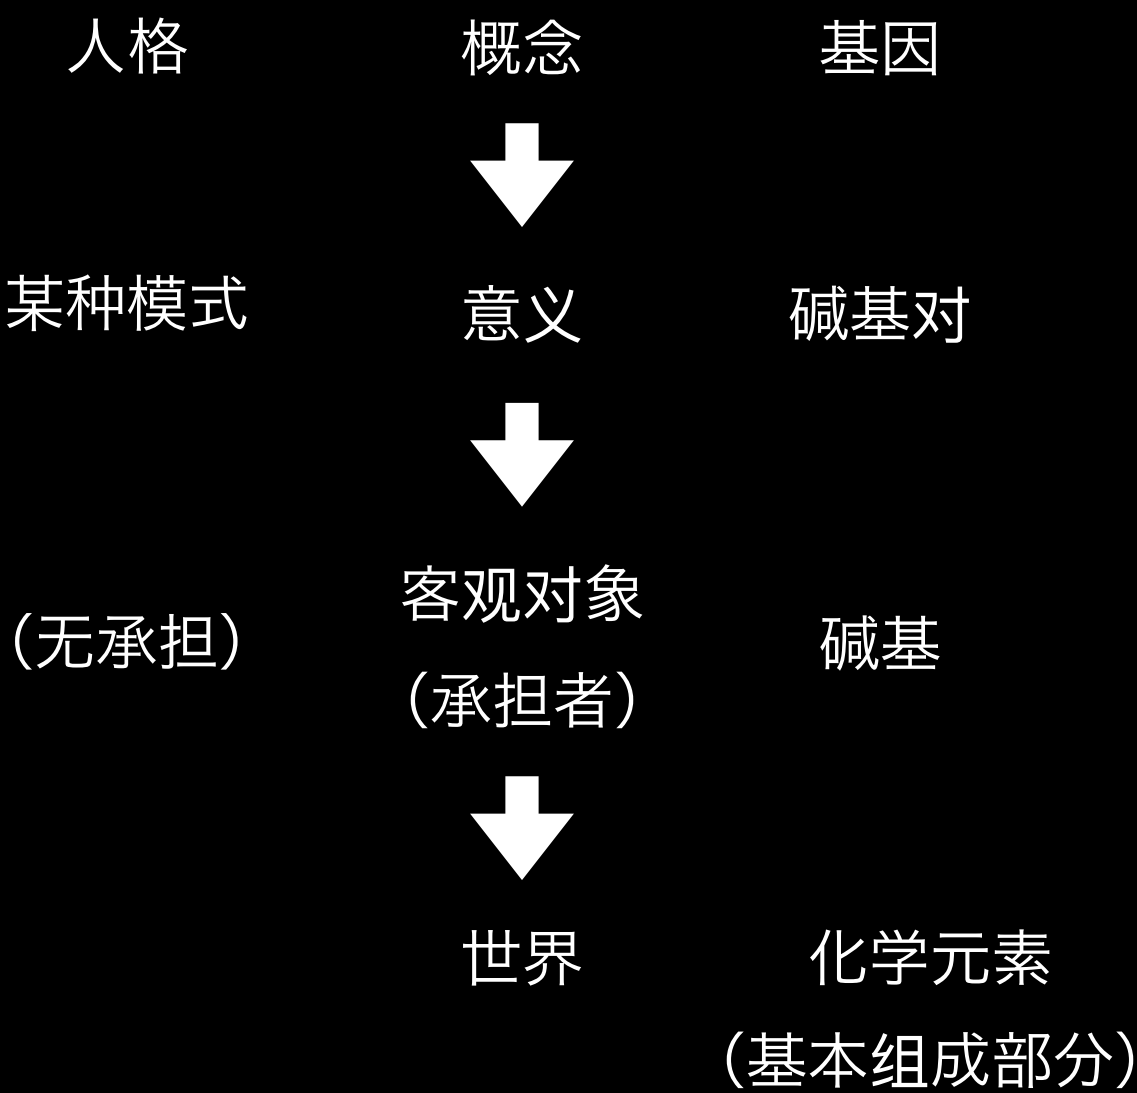 人格
概念
基因
某种模式
意义
碱基对
（无承担）
客观对象
（承担者）
碱基
世界
化学元素
（基本组成部分）